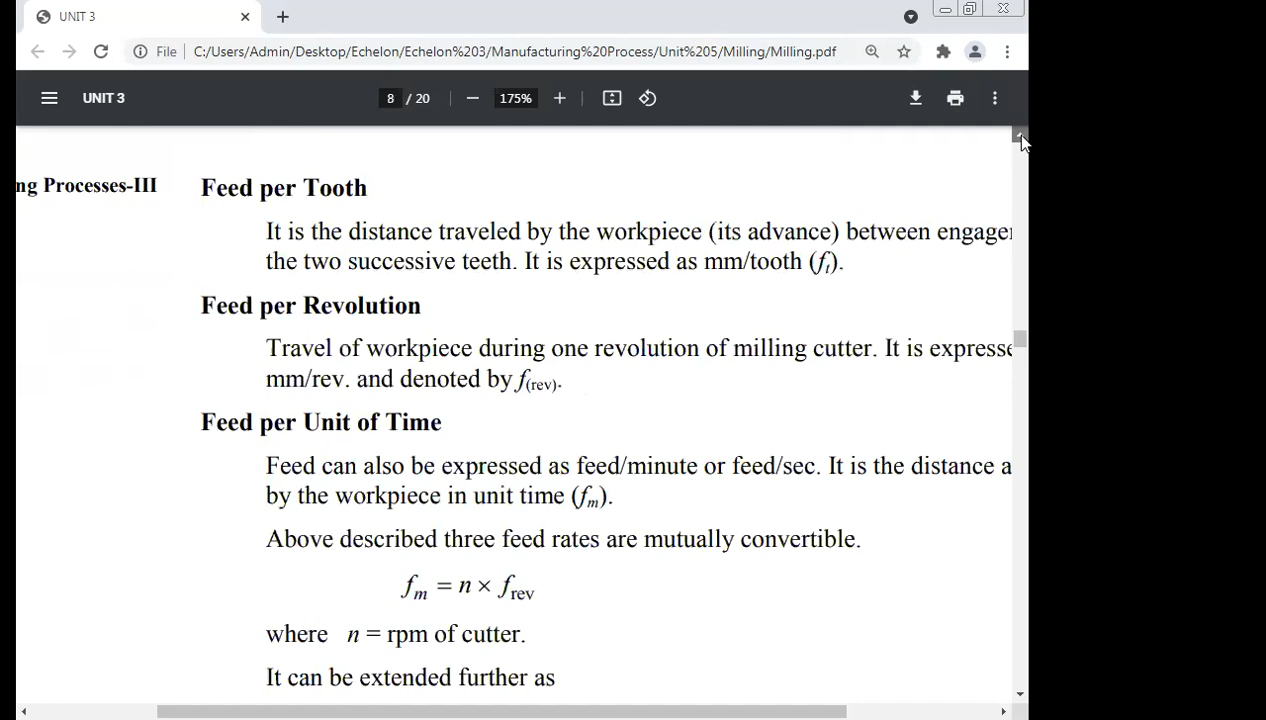 UNIT 3
File C:/Users/Admin/Desktop/Echelon/Echelon%203/Manufacturing%20Process/Unit%205/Milling/Milling.pdf
UNIT 3 8 / 20 175%
ng Processes-III
Feed per Tooth
It is the distance traveled by the workpiece (its advance) between engage
the two successive teeth. It is expressed as mm/tooth (fₜ).
Feed per Revolution
Travel of workpiece during one revolution of milling cutter. It is expresse
mm/rev. and denoted by f(rev).
Feed per Unit of Time
Feed can also be expressed as feed/minute or feed/sec. It is the distance a
by the workpiece in unit time (fₘ).
Above described three feed rates are mutually convertible.
fₘ = n × f_rev
where n = rpm of cutter.
It can be extended further as